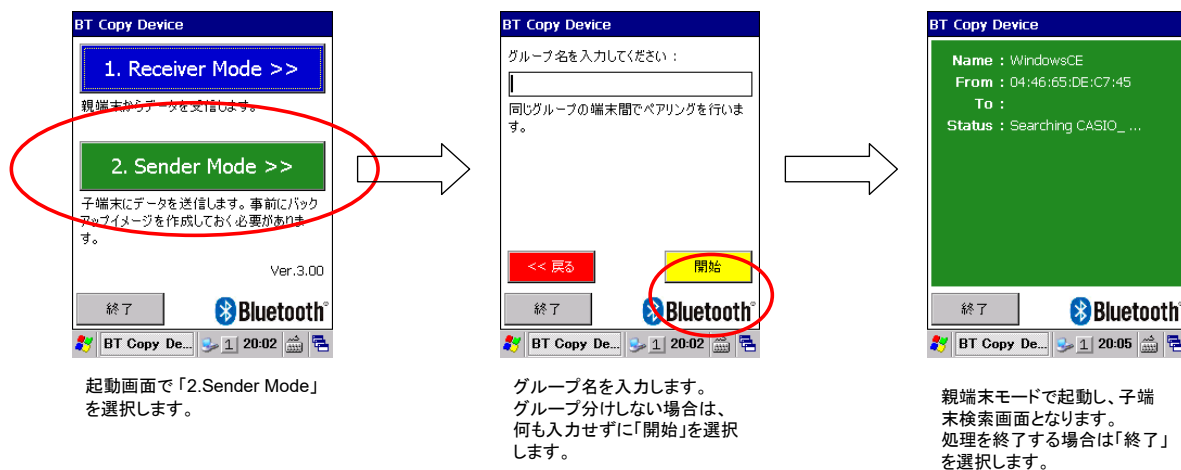 BT Copy Device
1. Receiver Mode >>
親端末からデータを受信します。
2. Sender Mode >>
子端末にデータを送信します。事前にバック
アップイメージを作成しておく必要がありま
す。
Ver.3.00
終了
Bluetooth®
BT Copy De...
1
20:02
起動画面で「2.Sender Mode」
を選択します。
BT Copy Device
グループ名を入力してください :
同じグループの端末間でペアリングを行いま
す。
<< 戻る
開始
終了
Bluetooth®
BT Copy De...
1
20:02
グループ名を入力します。
グループ分けしない場合は、
何も入力せずに「開始」を選択
します。
BT Copy Device
Name : WindowsCE
From : 04:46:65:DE:C7:45
To :
Status : Searching CASIO_ ...
終了
Bluetooth
BT Copy De...
1
20:05
親端末モードで起動し、子端
末検索画面となります。
処理を終了する場合は「終了」
を選択します。